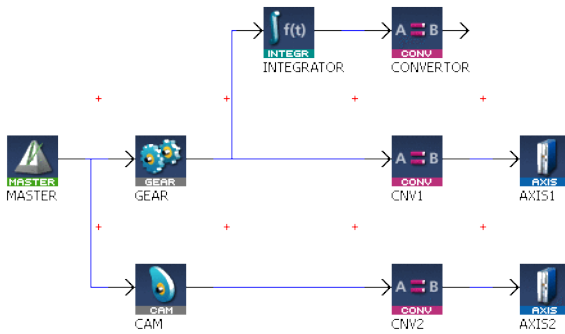 f(t)
INTEGR
INTEGRATOR
A B
CONV
CONVERTOR
MASTER
MASTER
GEAR
GEAR
A B
CONV
CNV1
AXIS
AXIS1
CAM
CAM
A B
CONV
CNV2
AXIS
AXIS2